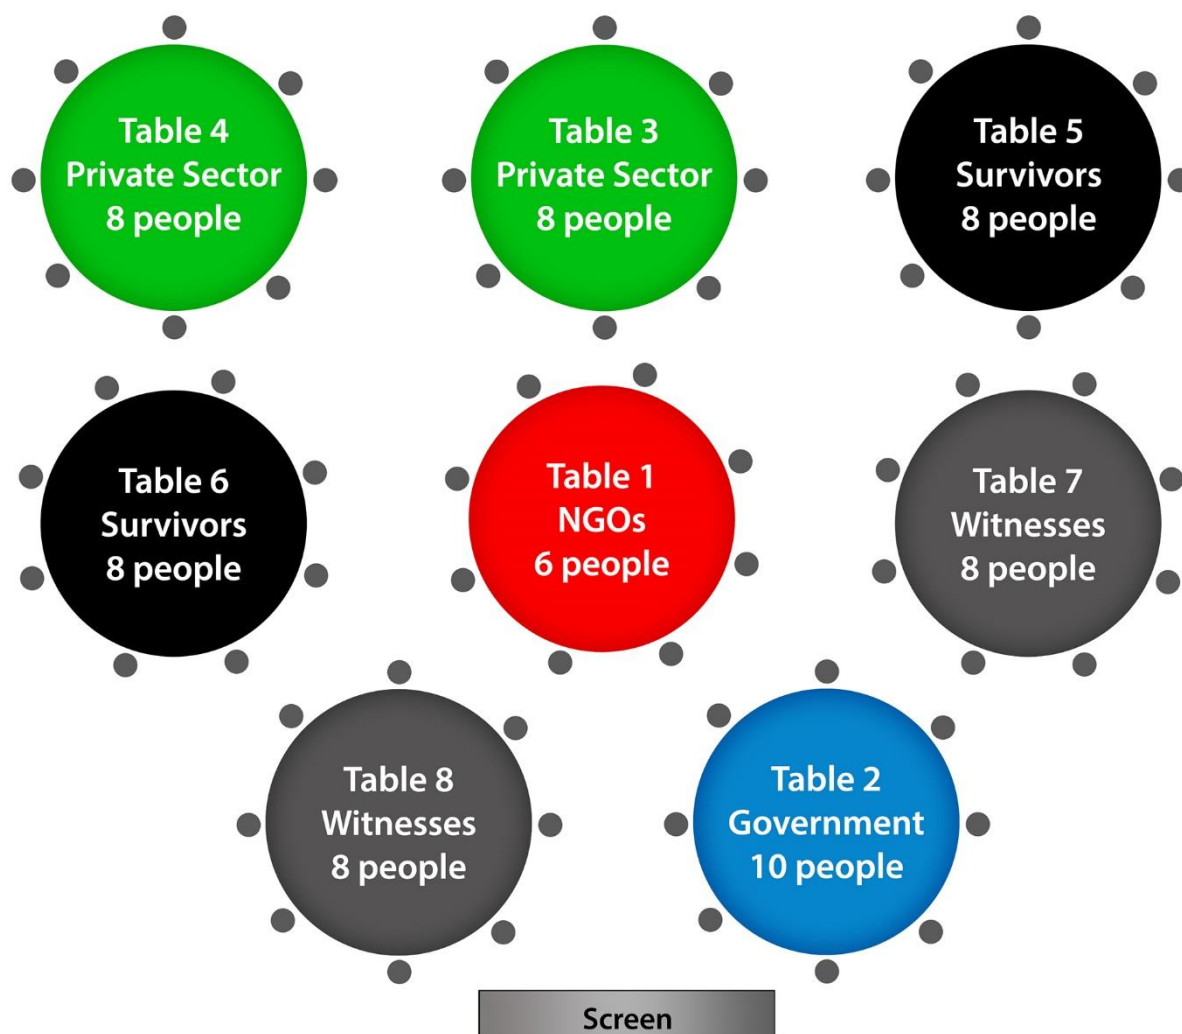 Table 4
Private Sector
8 people
Table 3
Private Sector
8 people
Table 5
Survivors
8 people
Table 6
Survivors
8 people
Table 1
NGOs
6 people
Table 7
Witnesses
8 people
Table 8
Witnesses
8 people
Table 2
Government
10 people
Screen